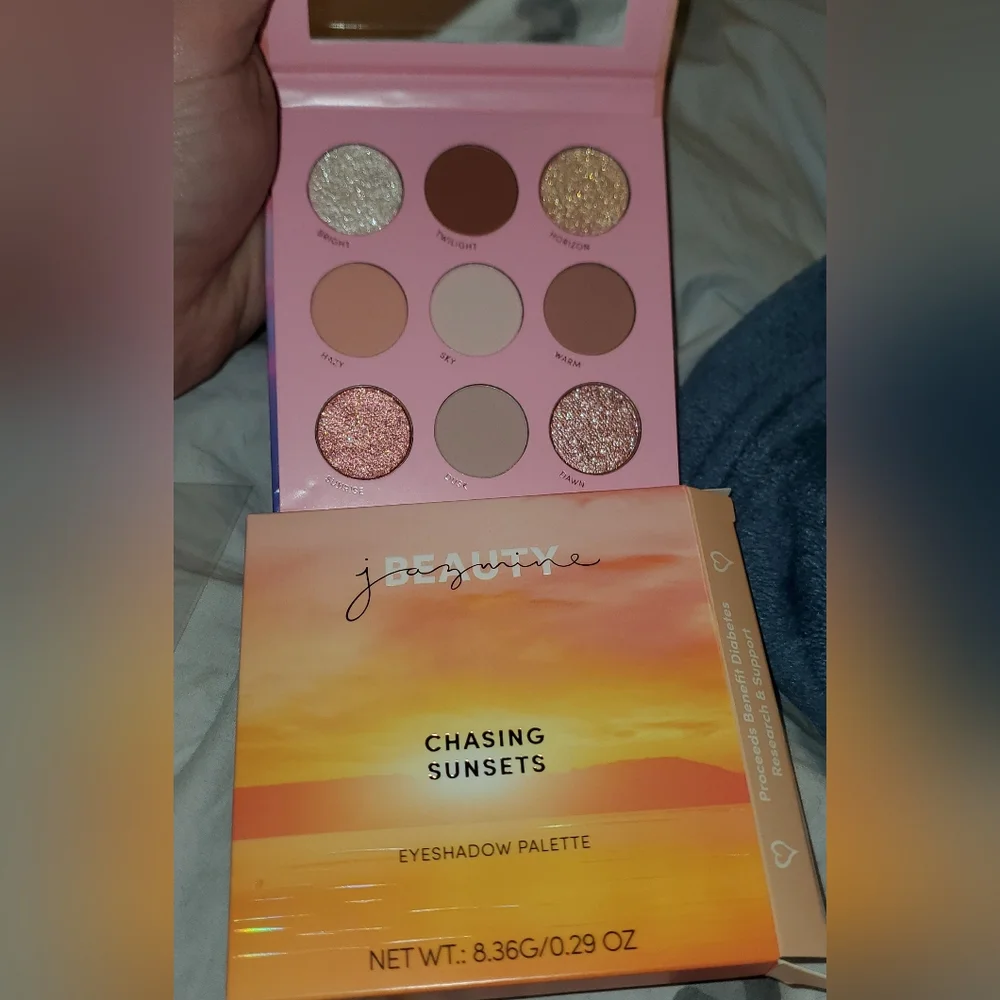 BRIGHT
TWILIGHT
HORIZON
HAZY
SKY
WARM
SUNRISE
DUSK
DAWN
jazmine
BEAUTY
CHASING
SUNSETS
EYESHADOW PALETTE
NET WT.: 8.36G/0.29 OZ
Proceeds Benefit Diabetes
Research & Support